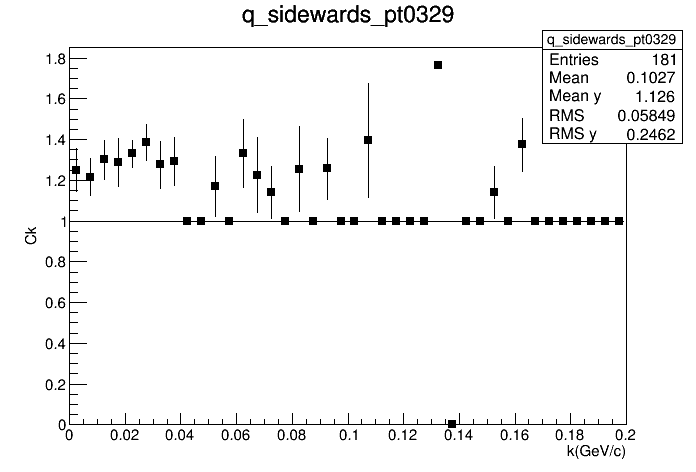 q_sidewards_pt0329
q_sidewards_pt0329
Entries 181
Mean 0.1027
Mean y 1.126
RMS 0.05849
RMS y 0.2462
Ck
1.8
1.6
1.4
1.2
1
0.8
0.6
0.4
0.2
0
0 0.02 0.04 0.06 0.08 0.1 0.12 0.14 0.16 0.18 0.2
k(GeV/c)